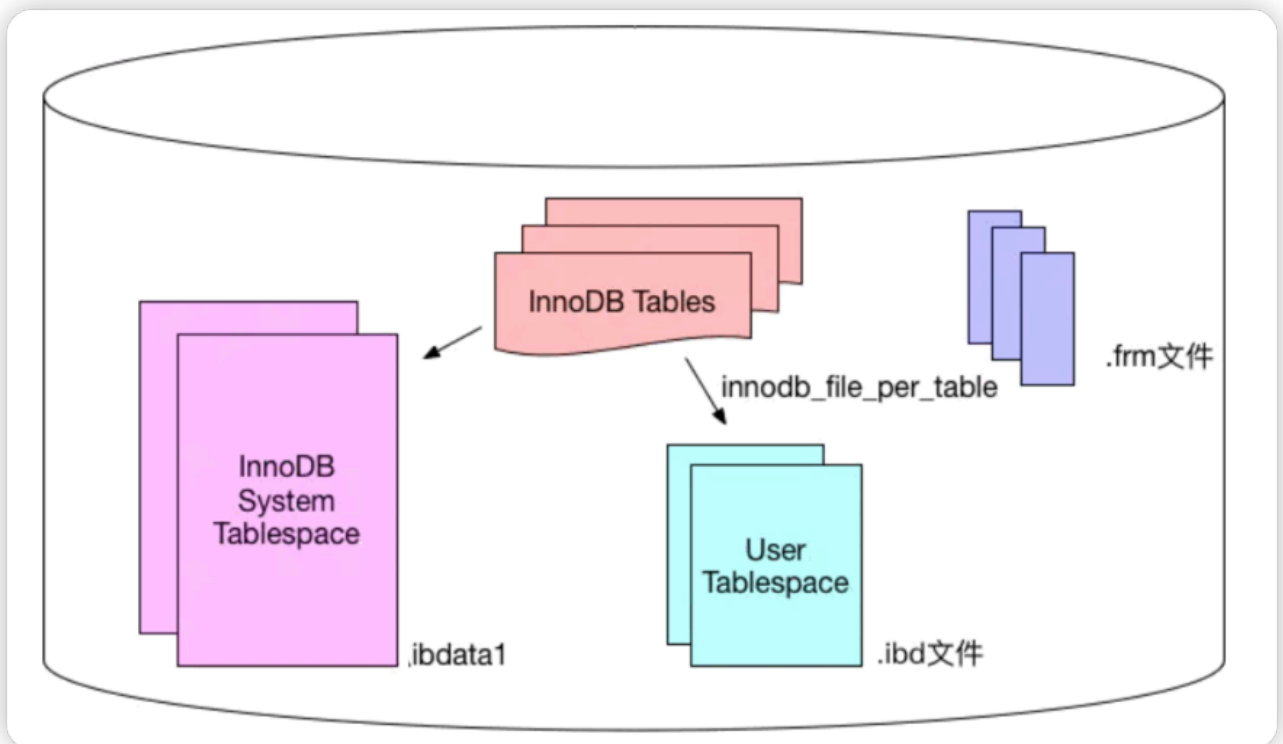 InnoDB Tables
.frm文件
innodb_file_per_table
InnoDB
System
Tablespace
User
Tablespace
.ibdata1
.ibd文件